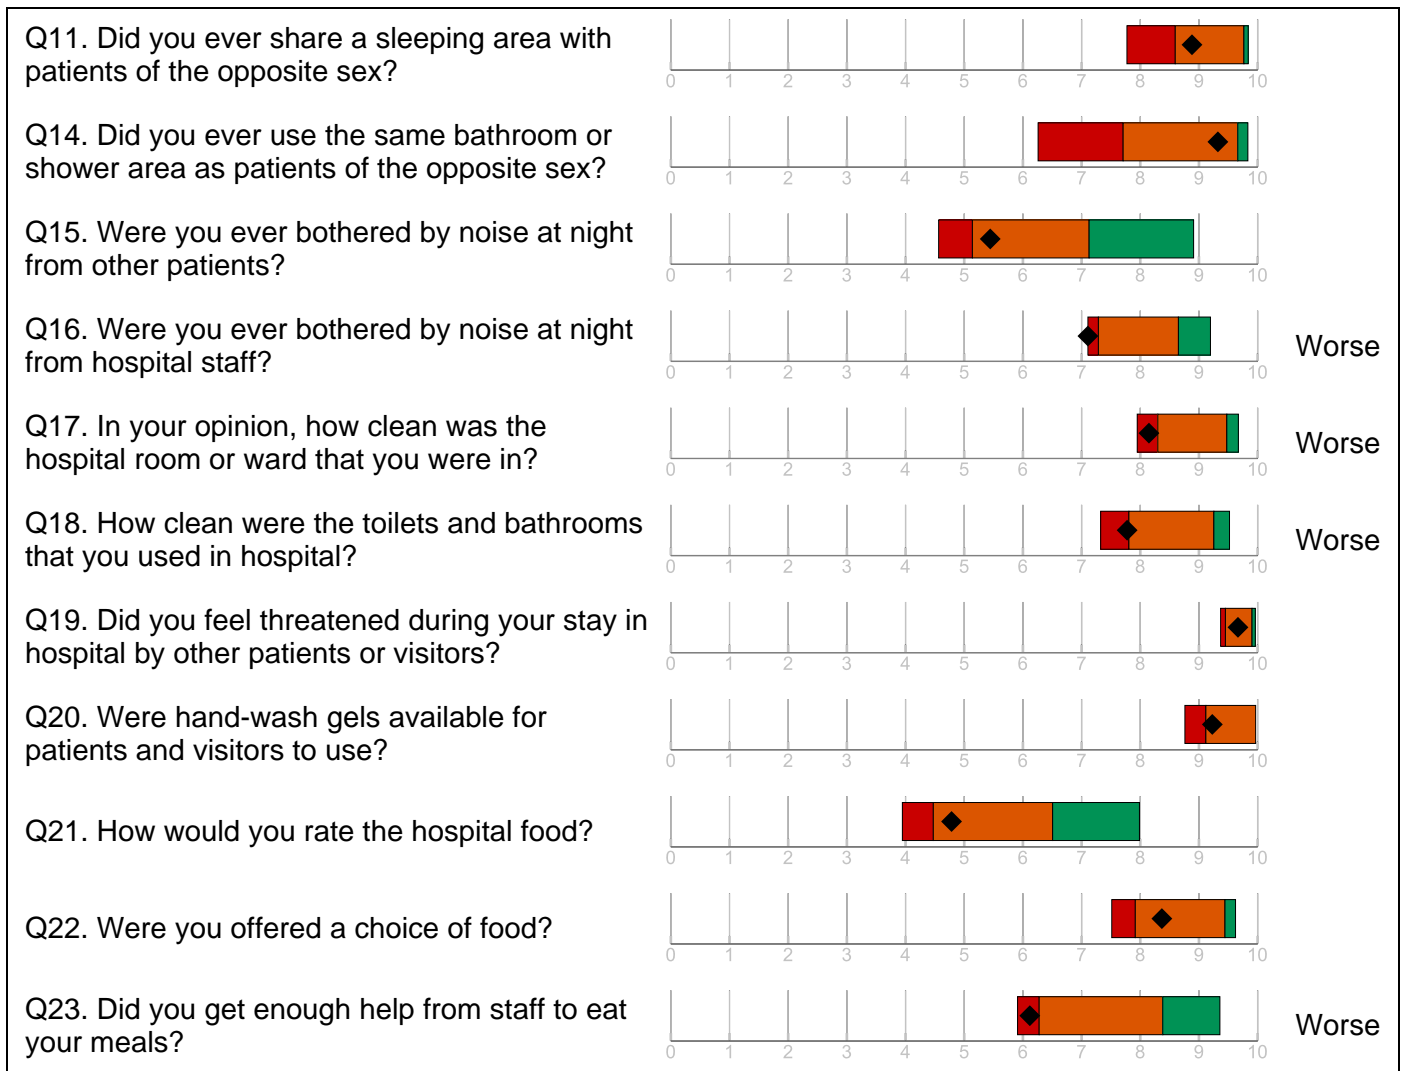 Q11. Did you ever share a sleeping area with
patients of the opposite sex?
0 1 2 3 4 5 6 7 8 9 10
Q14. Did you ever use the same bathroom or
shower area as patients of the opposite sex?
0 1 2 3 4 5 6 7 8 9 10
Q15. Were you ever bothered by noise at night
from other patients?
0 1 2 3 4 5 6 7 8 9 10
Q16. Were you ever bothered by noise at night
from hospital staff?
Worse
0 1 2 3 4 5 6 7 8 9 10
Q17. In your opinion, how clean was the
hospital room or ward that you were in?
Worse
0 1 2 3 4 5 6 7 8 9 10
Q18. How clean were the toilets and bathrooms
that you used in hospital?
Worse
0 1 2 3 4 5 6 7 8 9 10
Q19. Did you feel threatened during your stay in
hospital by other patients or visitors?
0 1 2 3 4 5 6 7 8 9 10
Q20. Were hand-wash gels available for
patients and visitors to use?
0 1 2 3 4 5 6 7 8 9 10
Q21. How would you rate the hospital food?
0 1 2 3 4 5 6 7 8 9 10
Q22. Were you offered a choice of food?
0 1 2 3 4 5 6 7 8 9 10
Q23. Did you get enough help from staff to eat
your meals?
Worse
0 1 2 3 4 5 6 7 8 9 10